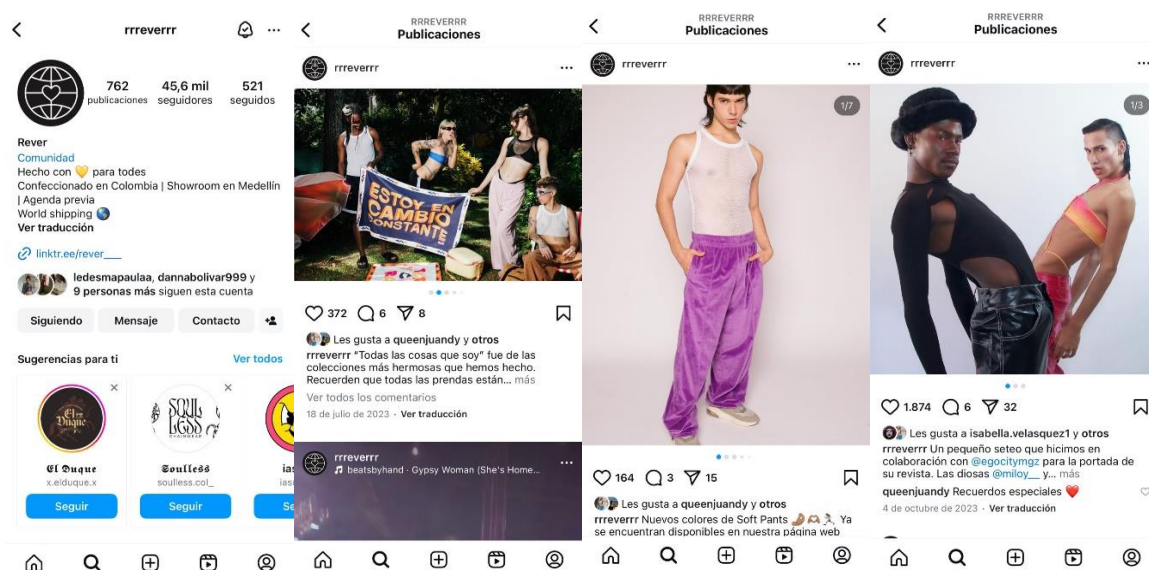 rrreverrr
762
publicaciones
45,6 mil
seguidores
521
seguidos
Rever
Comunidad
Hecho con 💛 para todes
Confeccionado en Colombia | Showroom en Medellín
| Agenda previa
World shipping 🌎
Ver traducción
linktr.ee/rever___
ledesmapaulaa, dannabolivar999 y
9 personas más siguen esta cuenta
Siguiendo
Mensaje
Contacto
Sugerencias para ti
Ver todos
El Duque
El Duque
x.elduque.x
Seguir
SOUL
LESS
Soulless
soulless.col_
Seguir
RRREVERRR
Publicaciones
rrreverrr
ESTOY EN
CAMBIO
CONSTANTE
372
6
8
Les gusta a queenjuandy y otros
rrreverrr "Todas las cosas que soy" fue de las
colecciones más hermosas que hemos hecho.
Recuerden que todas las prendas están... más
Ver todos los comentarios
18 de julio de 2023 · Ver traducción
rrreverrr
beatsbyhand · Gypsy Woman (She's Home...
RRREVERRR
Publicaciones
rrreverrr
1/7
164
3
15
Les gusta a queenjuandy y otros
rrreverrr Nuevos colores de Soft Pants Ya
se encuentran disponibles en nuestra página web
RRREVERRR
Publicaciones
rrreverrr
1/3
1.874
6
32
Les gusta a isabella.velasquez1 y otros
rrreverrr Un pequeño seteo que hicimos en
colaboración con @egocitymgz para la portada de
su revista. Las diosas @miloy__ y... más
queenjuandy Recuerdos especiales ❤️
4 de octubre de 2023 · Ver traducción